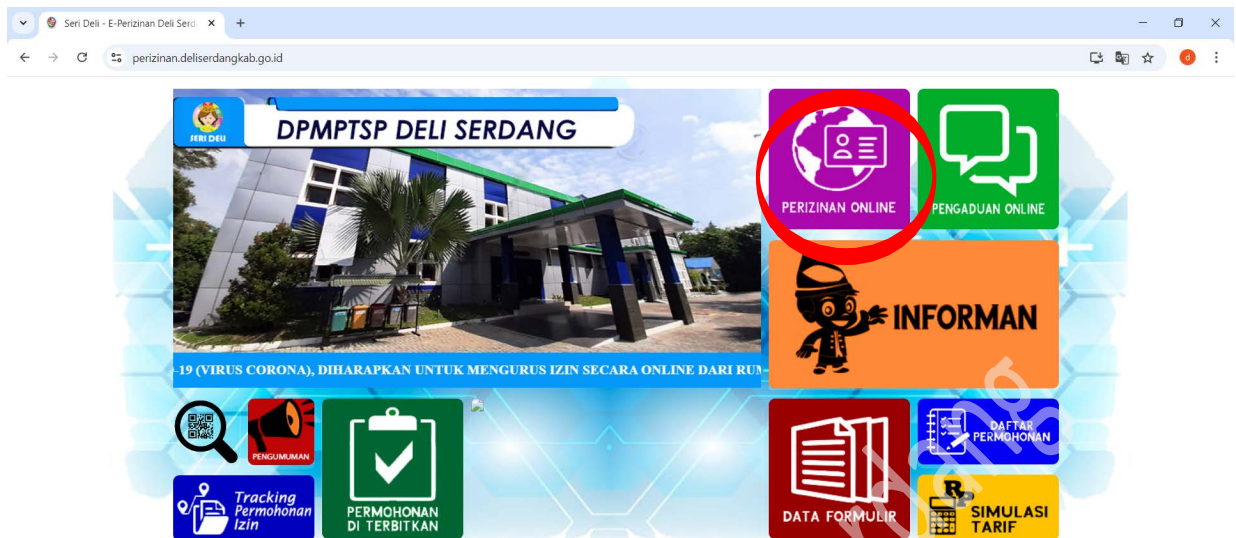 Seri Deli - E-Perizinan Deli Serd
perizinan.deliserdangkab.go.id
d
SERI DELI
DPMPTSP DELI SERDANG
PERIZINAN ONLINE
PENGADUAN ONLINE
INFORMAN
-19 (VIRUS CORONA), DIHARAPKAN UNTUK MENGURUS IZIN SECARA ONLINE DARI RUM
PENGUMUMAN
Tracking
Permohonan
Izin
PERMOHONAN
DI TERBITKAN
DATA FORMULIR
DAFTAR
PERMOHONAN
RP
SIMULASI
TARIF
rdang